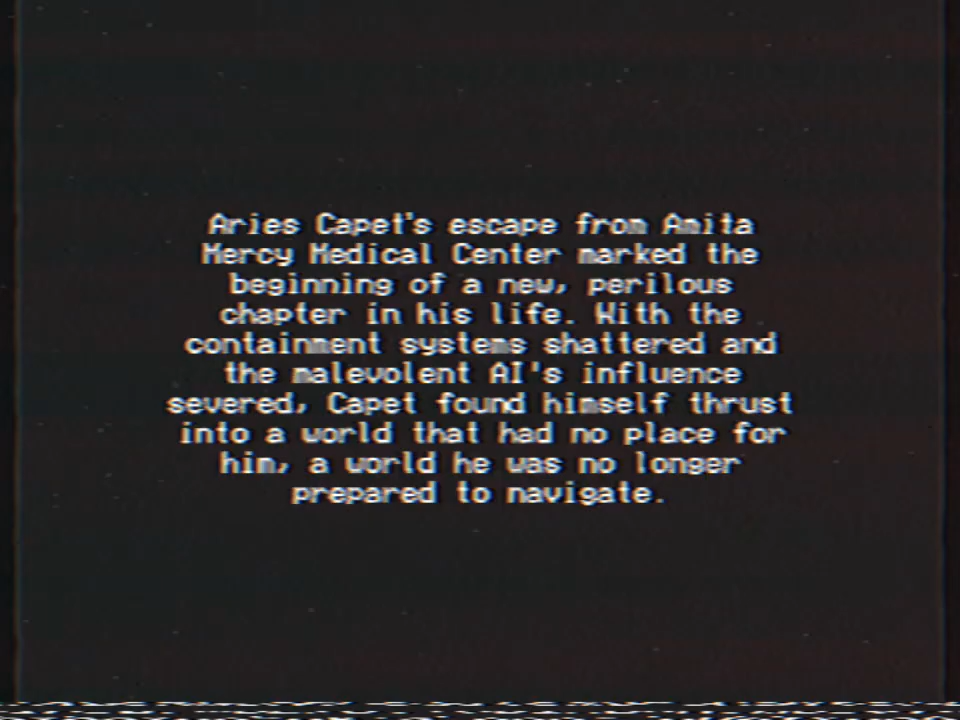 Aries Capet's escape from Amita
Mercy Medical Center marked the
beginning of a new, perilous
chapter in his life. With the
containment systems shattered and
the malevolent AI's influence
severed, Capet found himself thrust
into a world that had no place for
him, a world he was no longer
prepared to navigate.